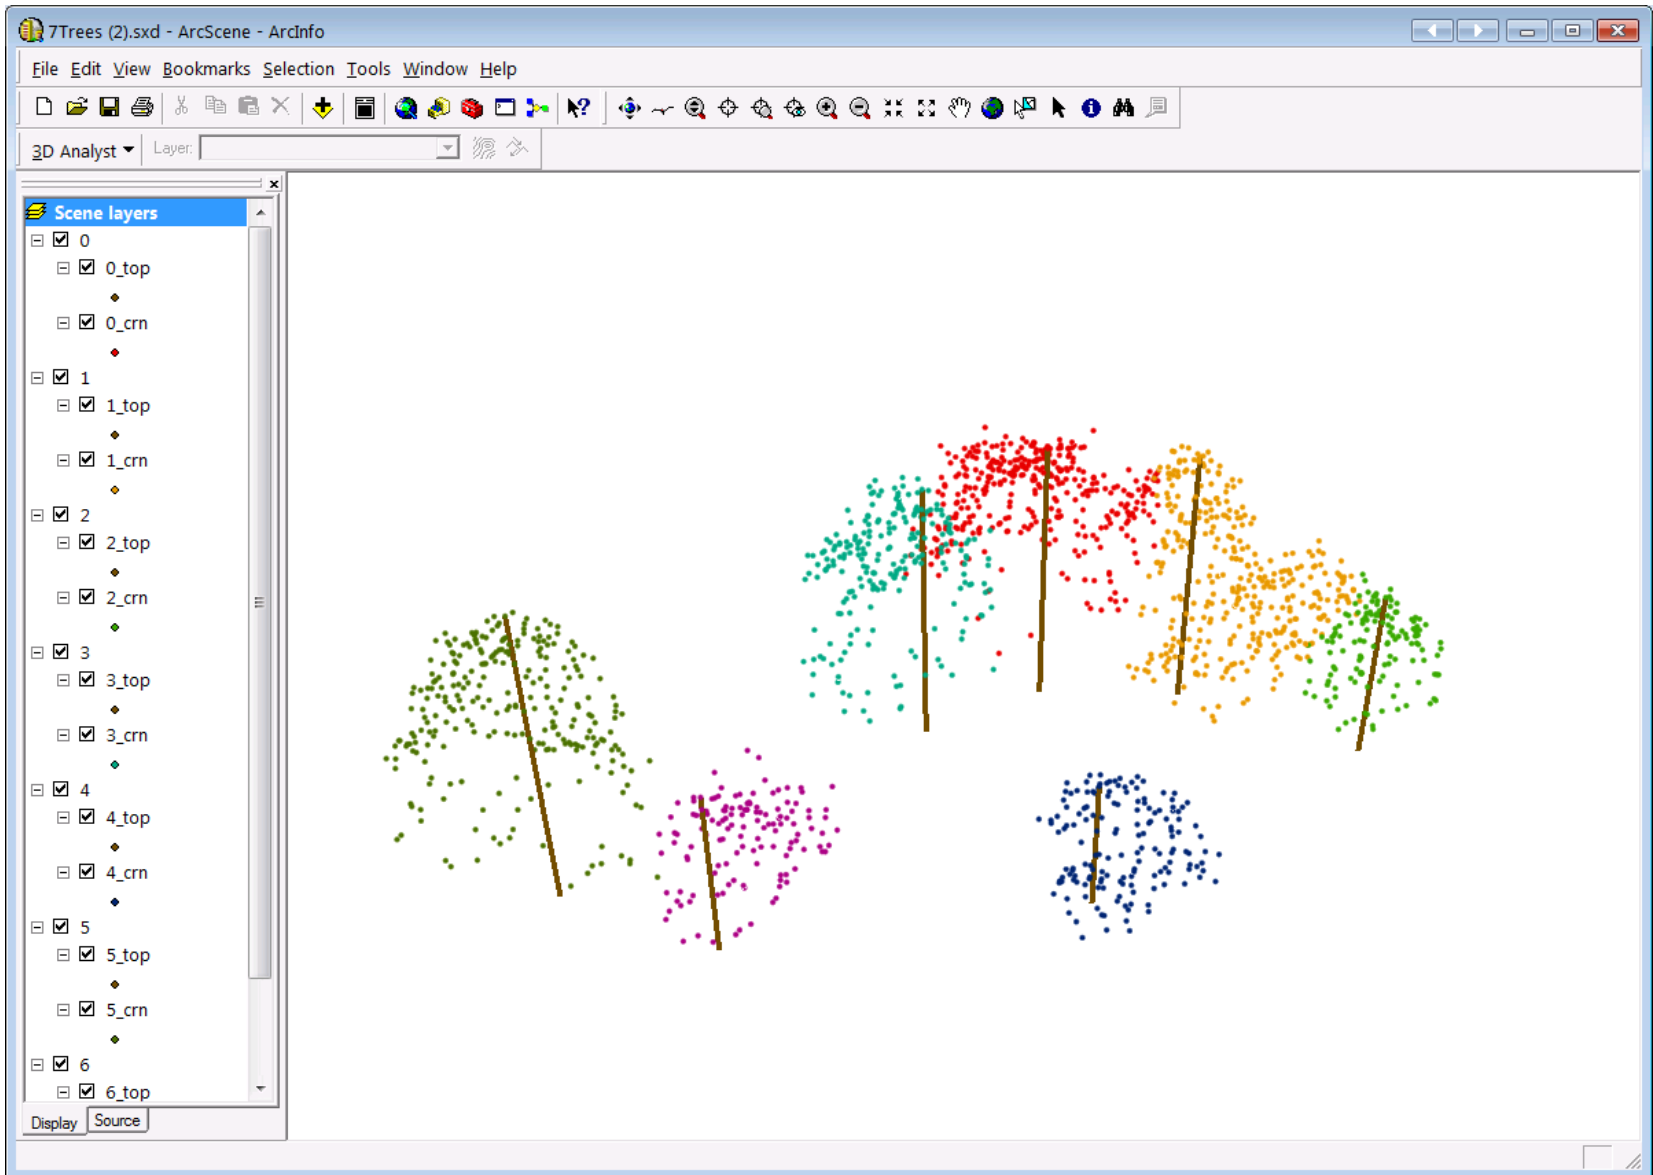 7Trees (2).sxd - ArcScene - ArcInfo
File Edit View Bookmarks Selection Tools Window Help
3D Analyst Layer:
Scene layers
0
0_top
0_crn
1
1_top
1_crn
2
2_top
2_crn
3
3_top
3_crn
4
4_top
4_crn
5
5_top
5_crn
6
6_top
Display Source